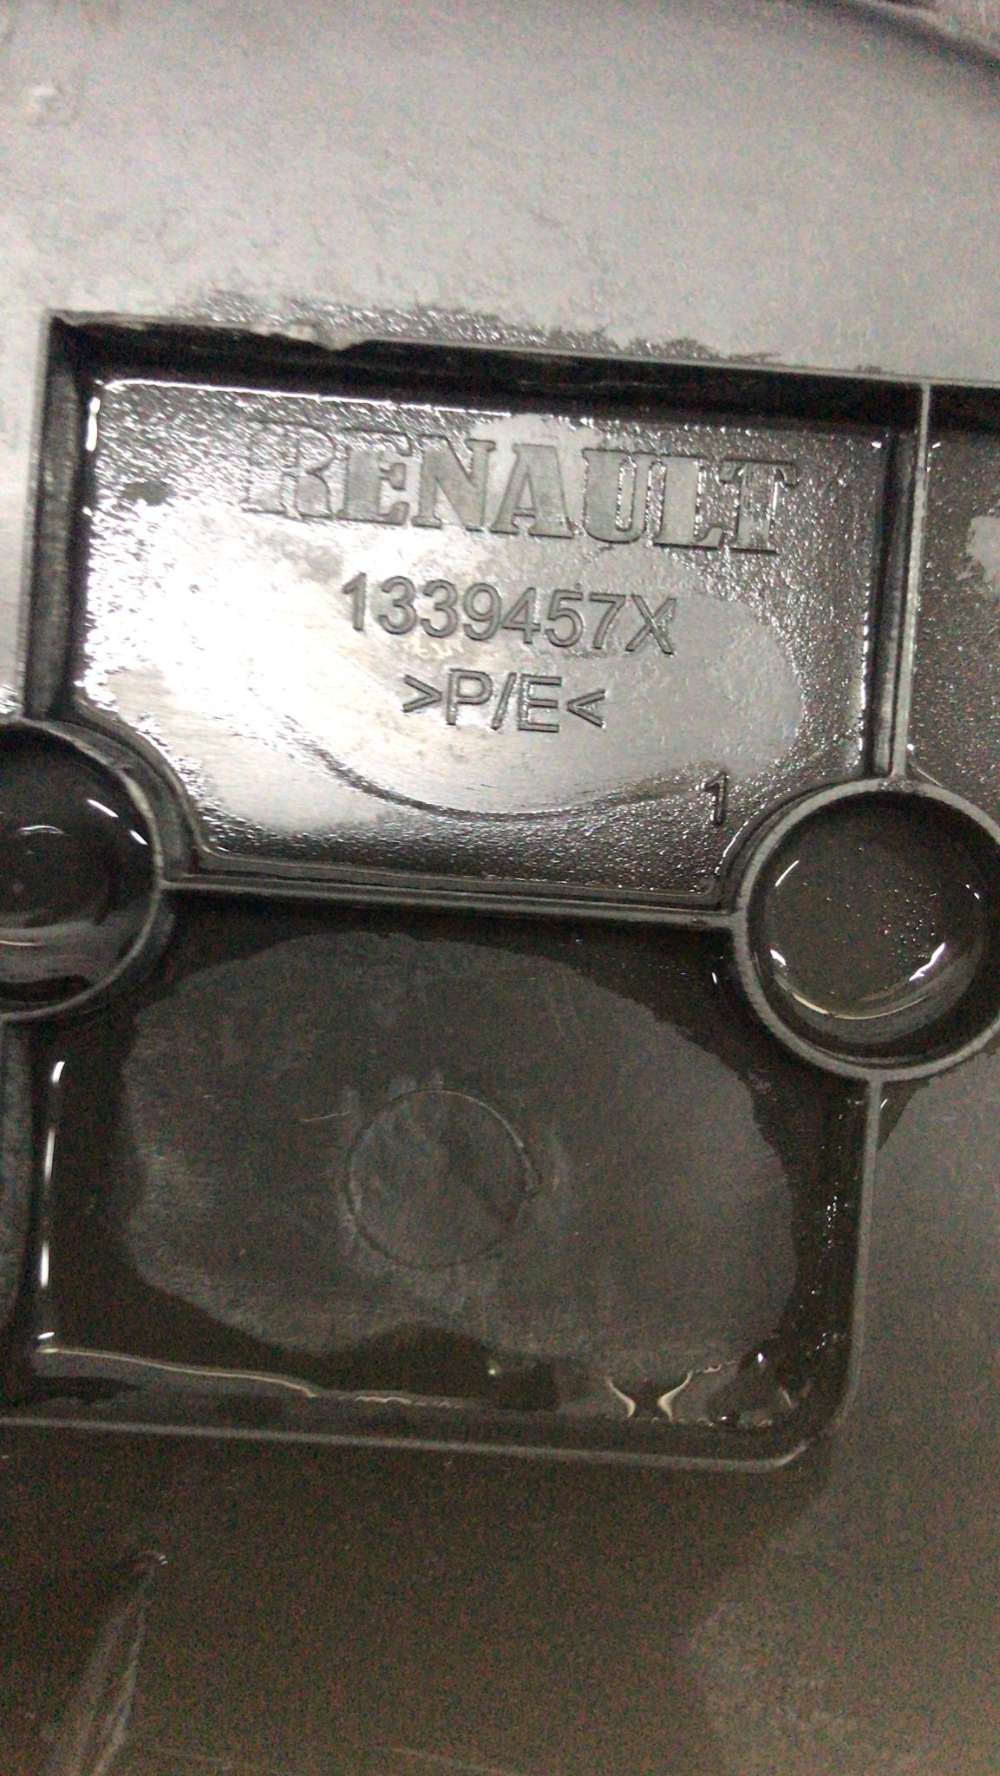 RENAULT
1339457X
>P/E<
1